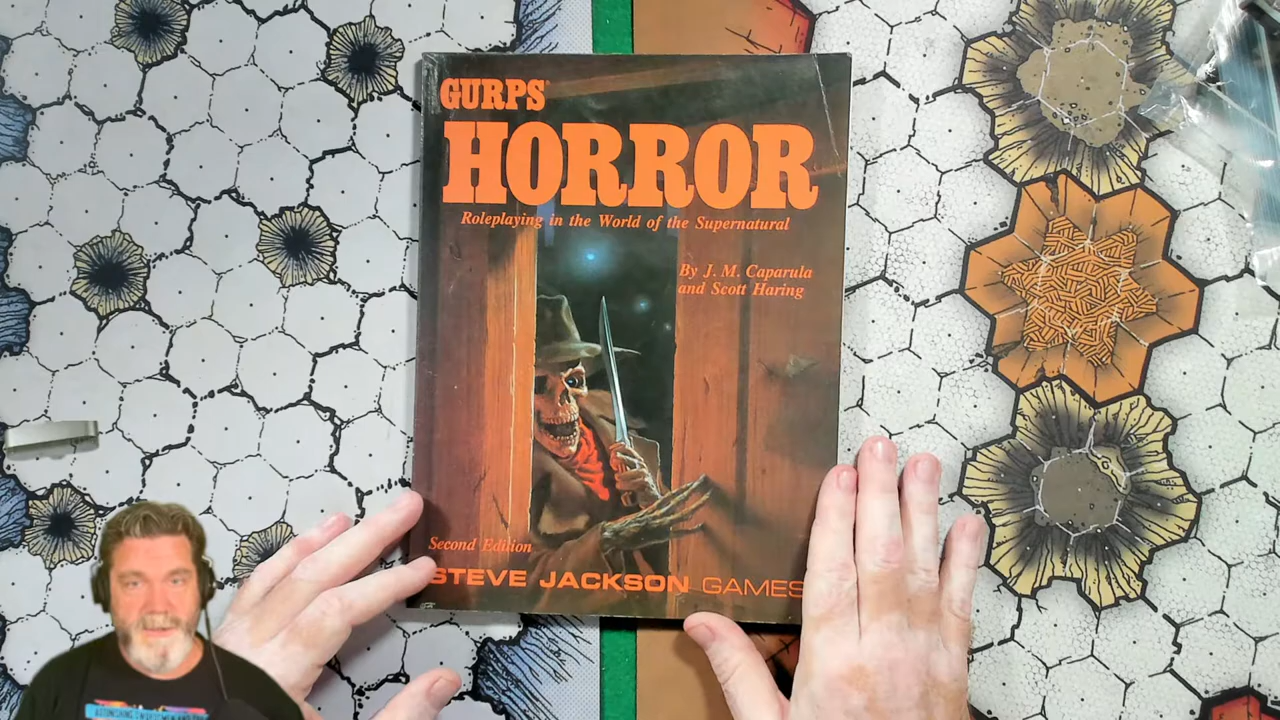 GURPS®
HORROR
Roleplaying in the World of the Supernatural
By J. M. Caparula
and Scott Haring
Second Edition
STEVE JACKSON GAMES